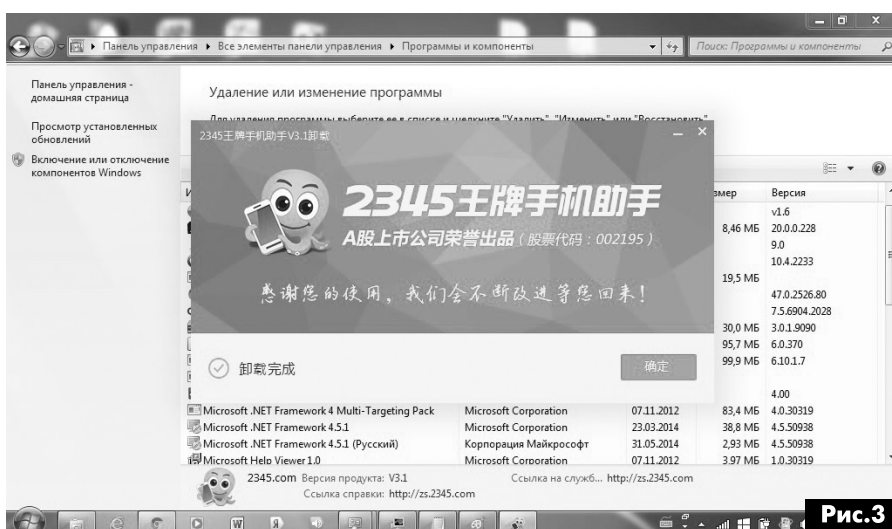 Панель управления ▸ Все элементы панели управления ▸ Программы и компоненты
Поиск: Программы и компоненты
Панель управления -
домашняя страница
Просмотр установленных
обновлений
Включение или отключение
компонентов Windows
Удаление или изменение программы
Для удаления программы выберите ее в списке и щелкните "Удалить", "Изменить" или "Восстановить".
2345王牌手机助手V3.1卸载
2345王牌手机助手
A股上市公司荣誉出品(股票代码:002195)
感谢您的使用，我们会不断改进等您回来!
卸载完成
确定
змер Версия
v1.6
8,46 МБ 20.0.0.228
9.0
10.4.2233
19,5 МБ
47.0.2526.80
7.5.6904.2028
30,0 МБ 3.0.1.9090
95,7 МБ 6.0.370
99,9 МБ 6.10.1.7
4.00
Microsoft .NET Framework 4 Multi-Targeting Pack Microsoft Corporation 07.11.2012 83,4 МБ 4.0.30319
Microsoft .NET Framework 4.5.1 Microsoft Corporation 23.03.2014 38,8 МБ 4.5.50938
Microsoft .NET Framework 4.5.1 (Русский) Корпорация Майкрософт 31.05.2014 2,93 МБ 4.5.50938
Microsoft Help Viewer 1.0 Microsoft Corporation 07.11.2012 3,97 МБ 1.0.30319
2345.com Версия продукта: V3.1 Ссылка на служб... http://zs.2345.com
Ссылка справки: http://zs.2345.com
Рис.3